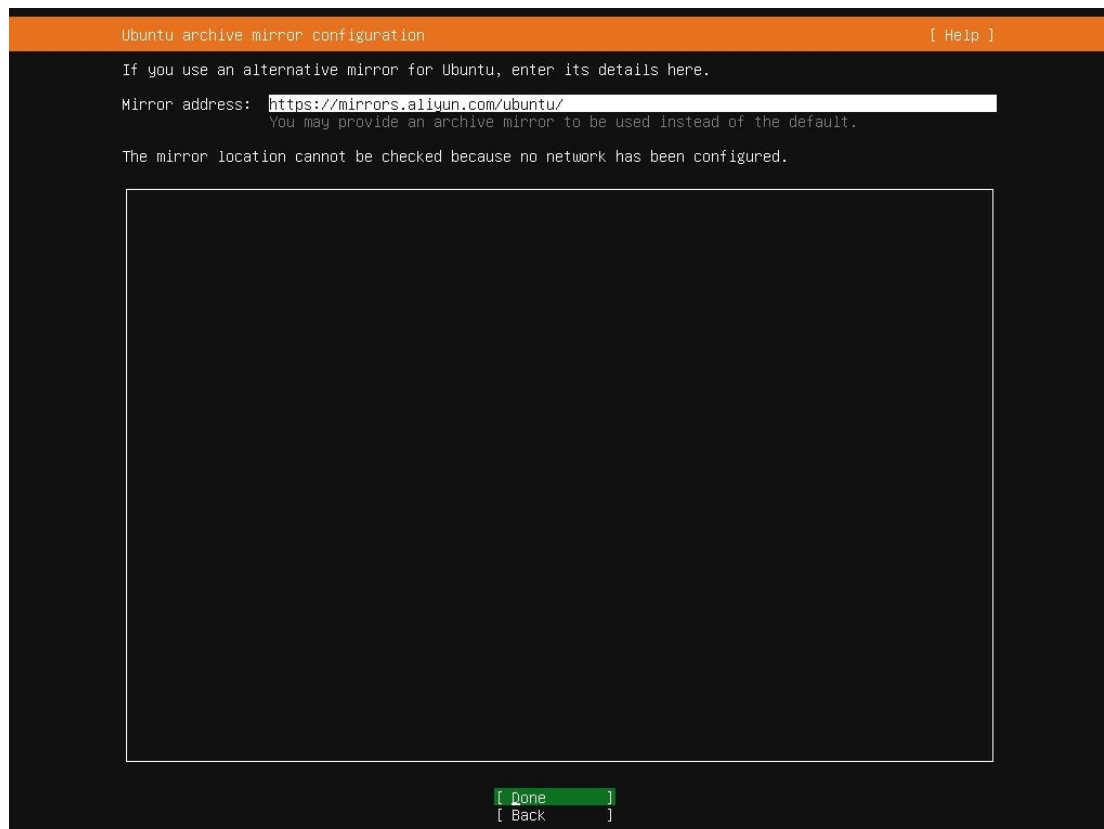 Ubuntu archive mirror configuration [ Help ]
If you use an alternative mirror for Ubuntu, enter its details here.
Mirror address: https://mirrors.aliyun.com/ubuntu/
You may provide an archive mirror to be used instead of the default.
The mirror location cannot be checked because no network has been configured.
[ Done ]
[ Back ]